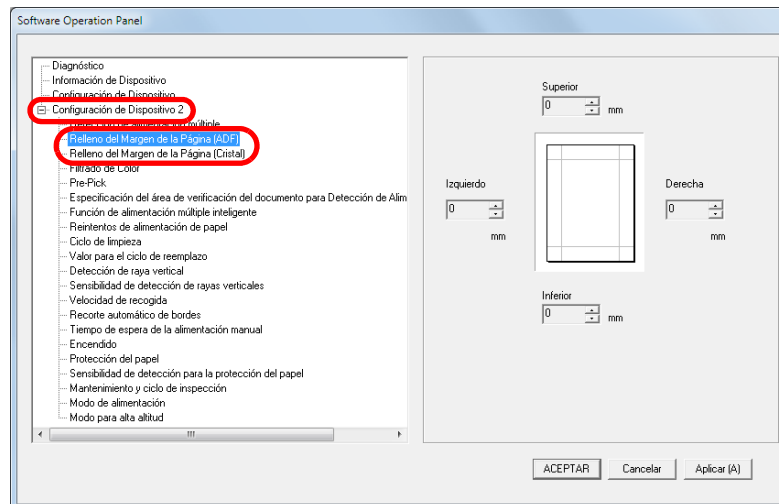 Software Operation Panel
Diagnóstico
Información de Dispositivo
Configuración de Dispositivo
Configuración de Dispositivo 2
Detección de alimentación múltiple
Relleno del Margen de la Página (ADF)
Relleno del Margen de la Página (Cristal)
Filtrado de Color
Pre-Pick
Especificación del área de verificación del documento para Detección de Alim
Función de alimentación múltiple inteligente
Reintentos de alimentación de papel
Ciclo de limpieza
Valor para el ciclo de reemplazo
Detección de raya vertical
Sensibilidad de detección de rayas verticales
Velocidad de recogida
Recorte automático de bordes
Tiempo de espera de la alimentación manual
Encendido
Protección del papel
Sensibilidad de detección para la protección del papel
Mantenimiento y ciclo de inspección
Modo de alimentación
Modo para alta altitud
Superior
0 mm
Izquierdo
0
mm
Derecha
0
mm
Inferior
0 mm
ACEPTAR
Cancelar
Aplicar (A)